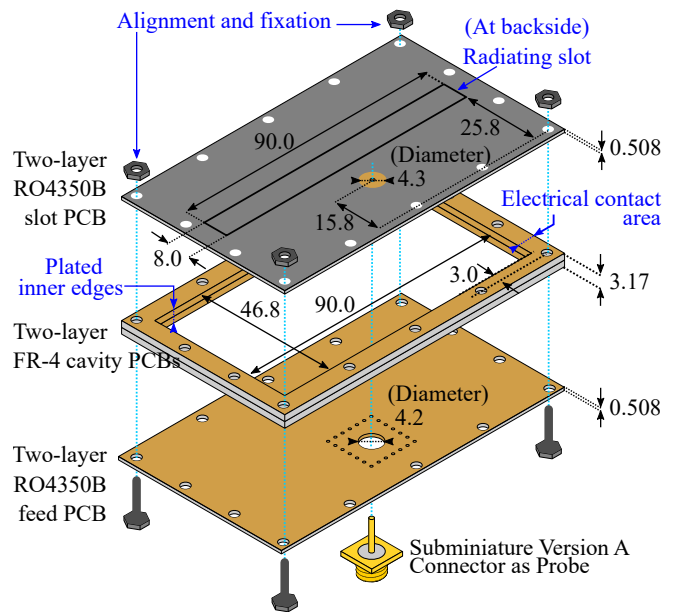 Alignment and fixation
(At backside)
Radiating slot
90.0
25.8
0.508
Two-layer
RO4350B
slot PCB
(Diameter)
4.3
15.8
Electrical contact
area
8.0
Plated
inner edges
3.0
3.17
46.8
90.0
Two-layer
FR-4 cavity PCBs
(Diameter)
4.2
0.508
Two-layer
RO4350B
feed PCB
Subminiature Version A
Connector as Probe